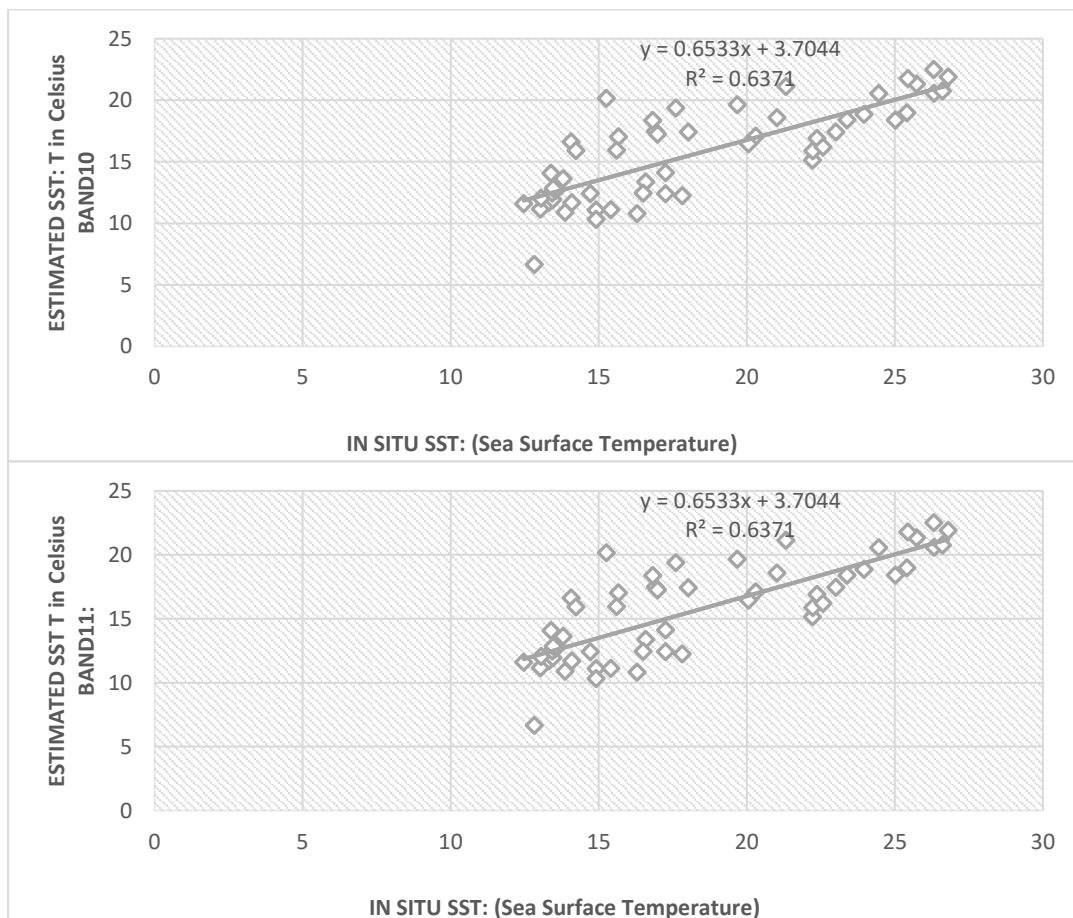 ESTIMATED SST: T in Celsius
BAND10
25
20
15
10
5
0
y = 0.6533x + 3.7044
R² = 0.6371
0 5 10 15 20 25 30
IN SITU SST: (Sea Surface Temperature)
ESTIMATED SST T in Celsius
BAND11:
25
20
15
10
5
0
y = 0.6533x + 3.7044
R² = 0.6371
0 5 10 15 20 25 30
IN SITU SST: (Sea Surface Temperature)